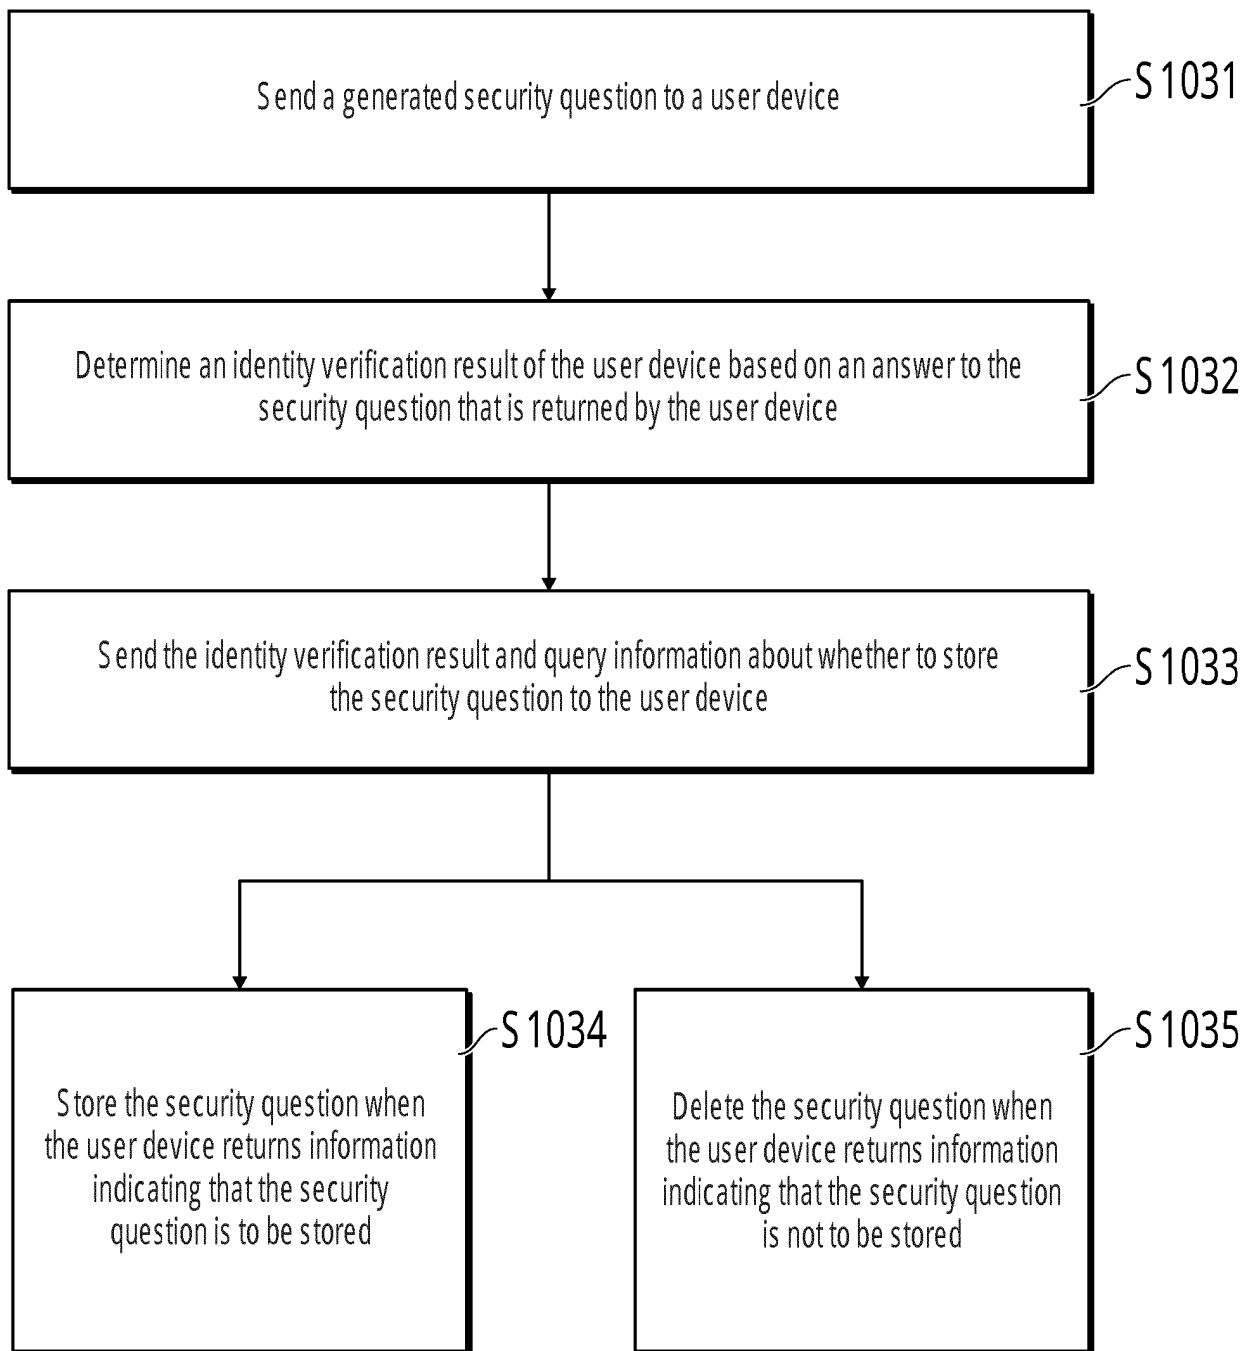 Send a generated security question to a user device
S1031
Determine an identity verification result of the user device based on an answer to the
security question that is returned by the user device
S1032
Send the identity verification result and query information about whether to store
the security question to the user device
S1033
S1034
Store the security question when
the user device returns information
indicating that the security
question is to be stored
S1035
Delete the security question when
the user device returns information
indicating that the security question
is not to be stored